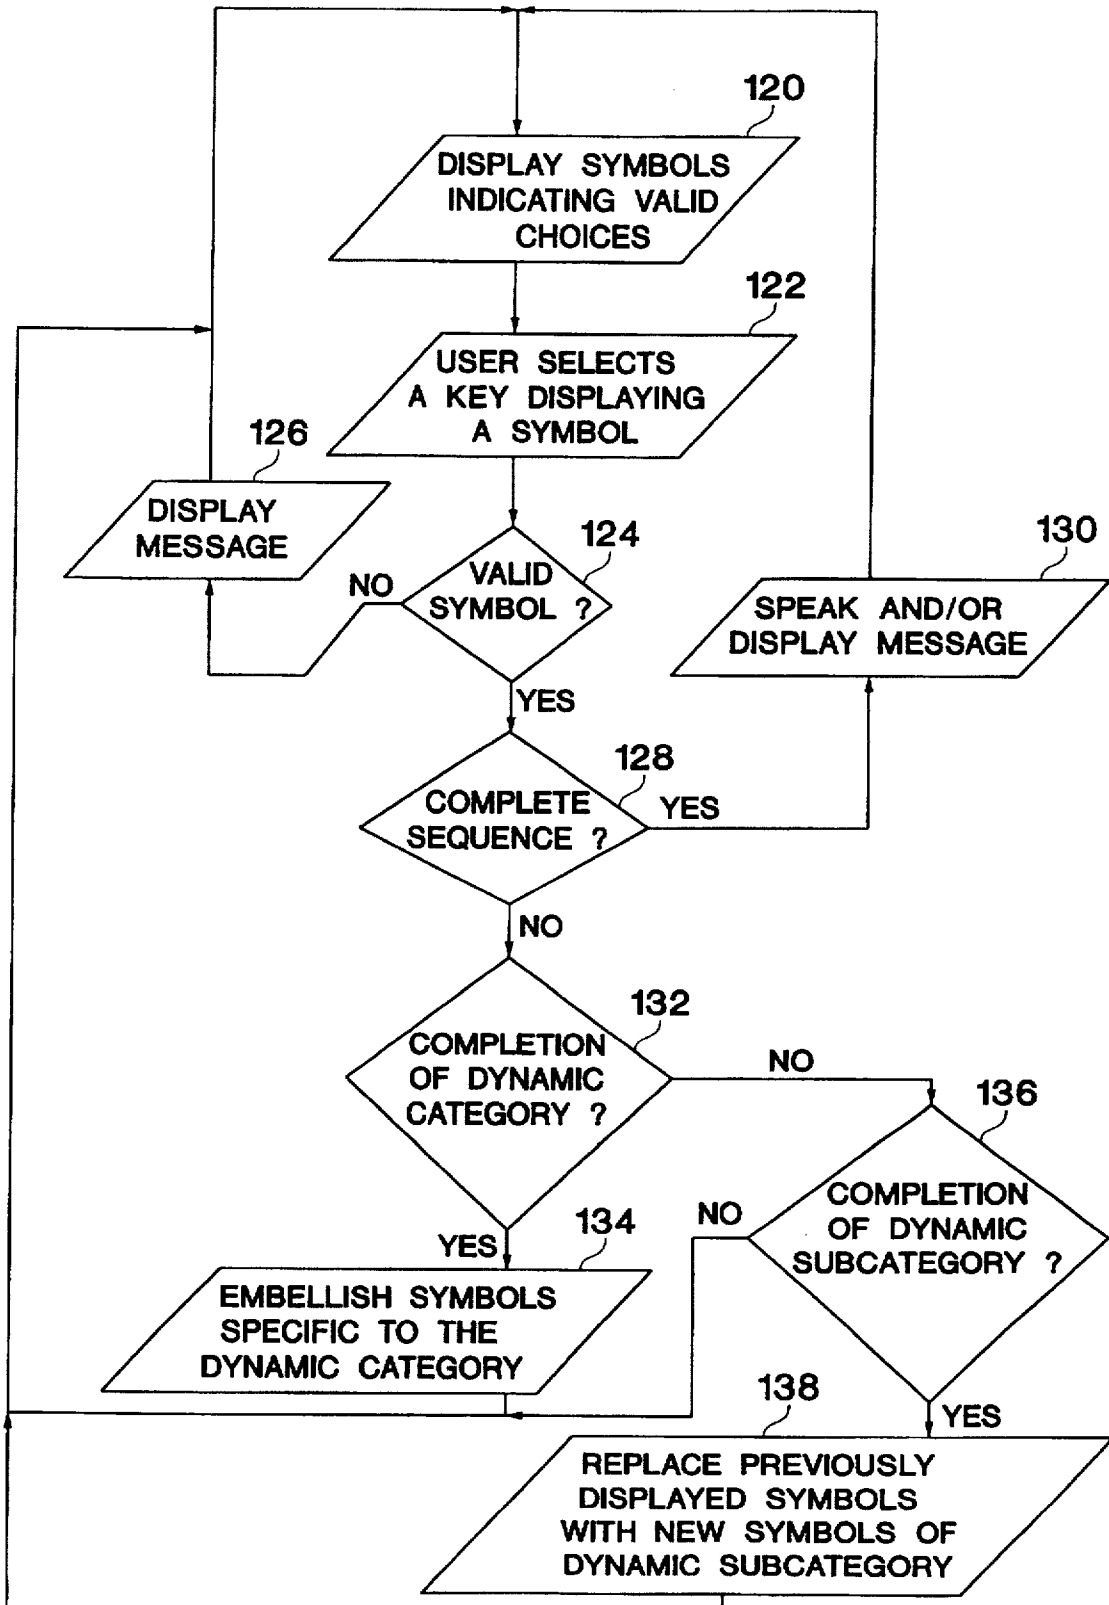 120
DISPLAY SYMBOLS
INDICATING VALID
CHOICES
122
USER SELECTS
A KEY DISPLAYING
A SYMBOL
126
DISPLAY
MESSAGE
124
VALID
SYMBOL ?
NO
YES
130
SPEAK AND/OR
DISPLAY MESSAGE
128
COMPLETE
SEQUENCE ?
YES
NO
132
COMPLETION
OF DYNAMIC
CATEGORY ?
NO
YES
136
COMPLETION
OF DYNAMIC
SUBCATEGORY ?
NO
YES
134
EMBELLISH SYMBOLS
SPECIFIC TO THE
DYNAMIC CATEGORY
138
REPLACE PREVIOUSLY
DISPLAYED SYMBOLS
WITH NEW SYMBOLS OF
DYNAMIC SUBCATEGORY